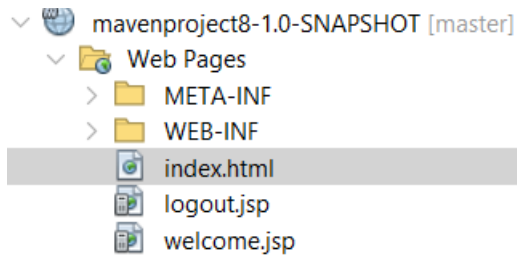 mavenproject8-1.0-SNAPSHOT [master]
Web Pages
META-INF
WEB-INF
index.html
logout.jsp
welcome.jsp